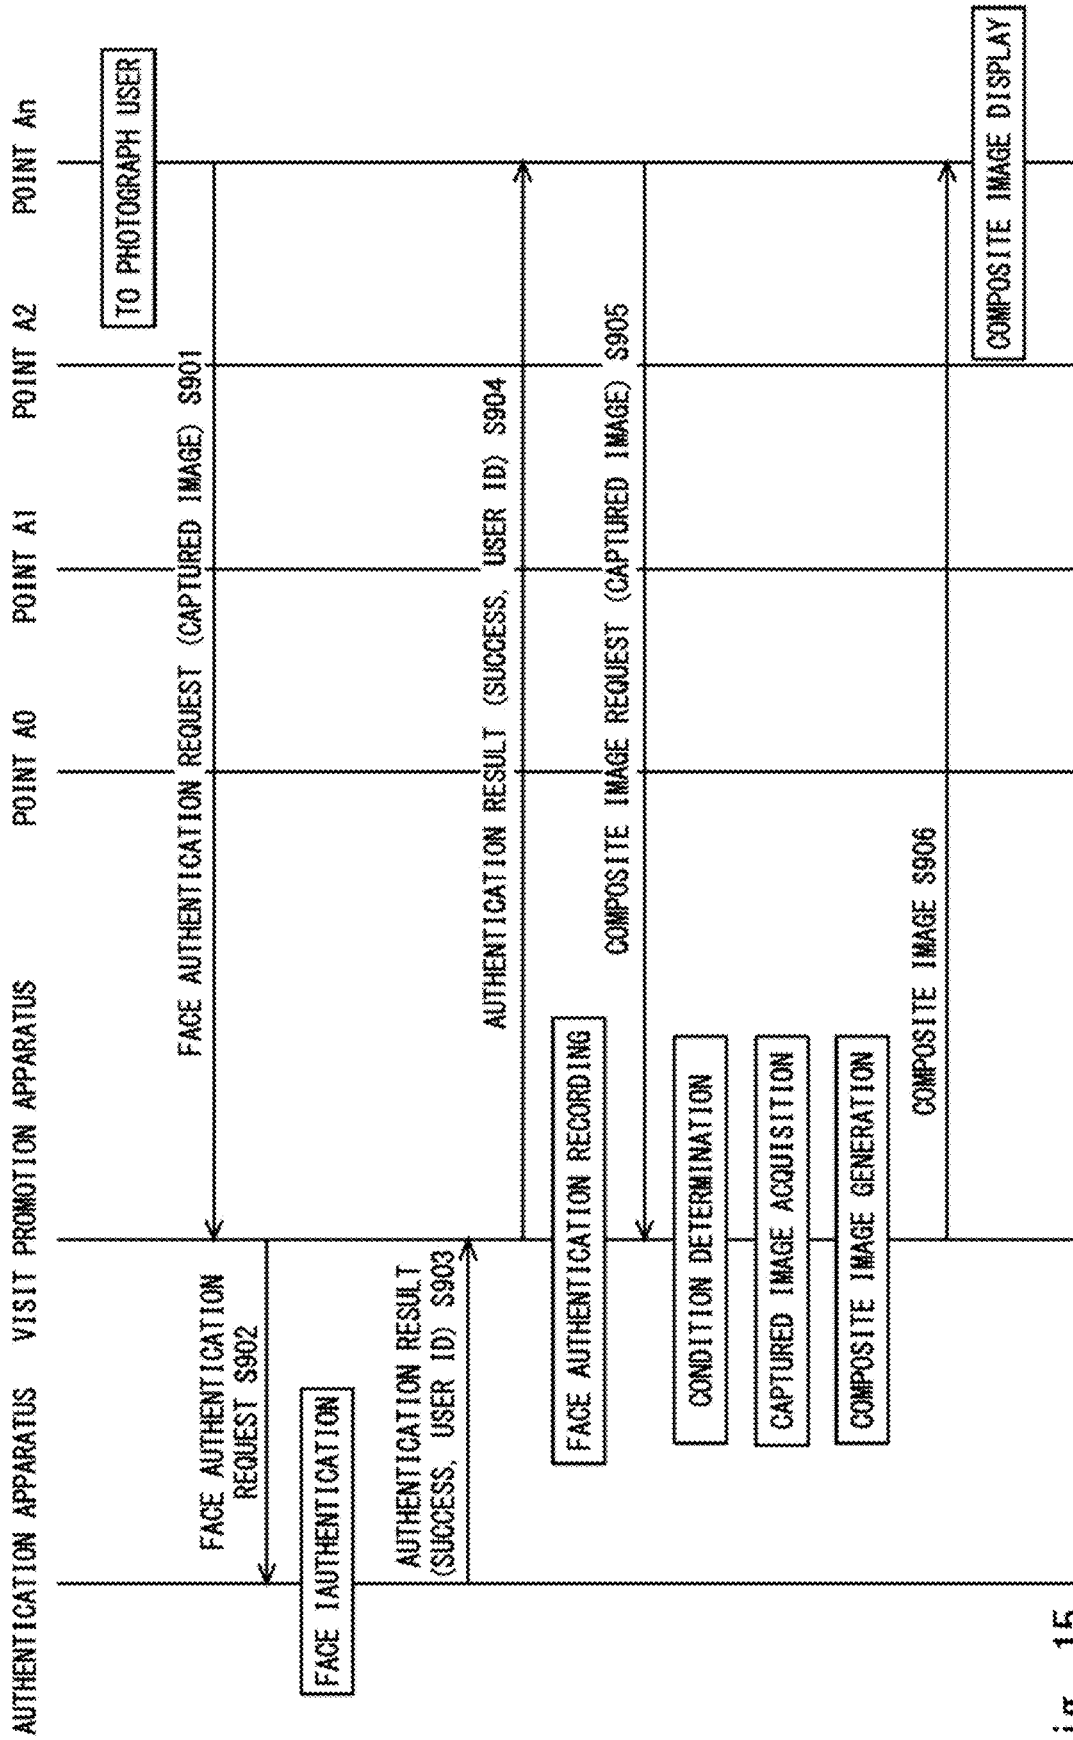 AUTHENTICATION APPARATUS
VISIT PROMOTION APPARATUS
POINT A0
POINT A1
POINT A2
POINT An
TO PHOTOGRAPH USER
FACE AUTHENTICATION REQUEST (CAPTURED IMAGE) S901
FACE AUTHENTICATION
REQUEST S902
FACE IAUTHENTICATION
AUTHENTICATION RESULT
(SUCCESS, USER ID) S903
AUTHENTICATION RESULT (SUCCESS, USER ID) S904
FACE AUTHENTICATION RECORDING
COMPOSITE IMAGE REQUEST (CAPTURED IMAGE) S905
CONDITION DETERMINATION
CAPTURED IMAGE ACQUISITION
COMPOSITE IMAGE GENERATION
COMPOSITE IMAGE S906
COMPOSITE IMAGE DISPLAY